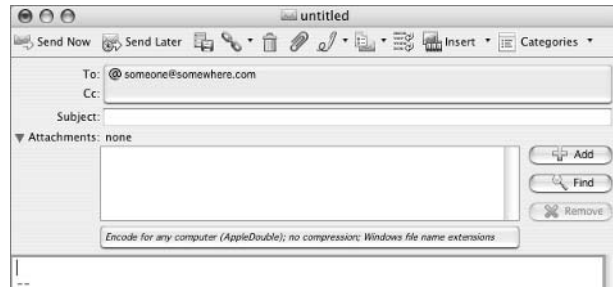 untitled
Send Now Send Later Insert Categories
To: someone@somewhere.com
Cc:
Subject:
Attachments: none
Add
Find
Remove
Encode for any computer (AppleDouble); no compression; Windows file name extensions
--